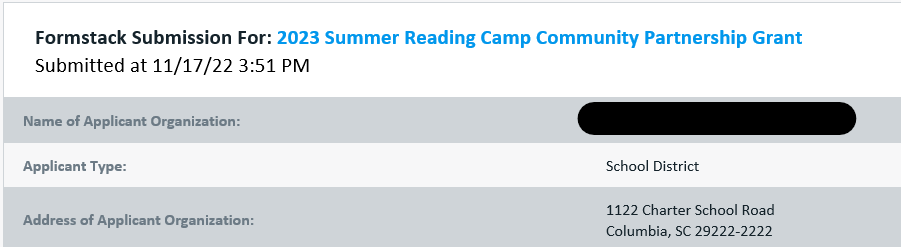 Formstack Submission For: 2023 Summer Reading Camp Community Partnership Grant
Submitted at 11/17/22 3:51 PM
Name of Applicant Organization:
Applicant Type: School District
Address of Applicant Organization: 1122 Charter School Road
Columbia, SC 29222-2222